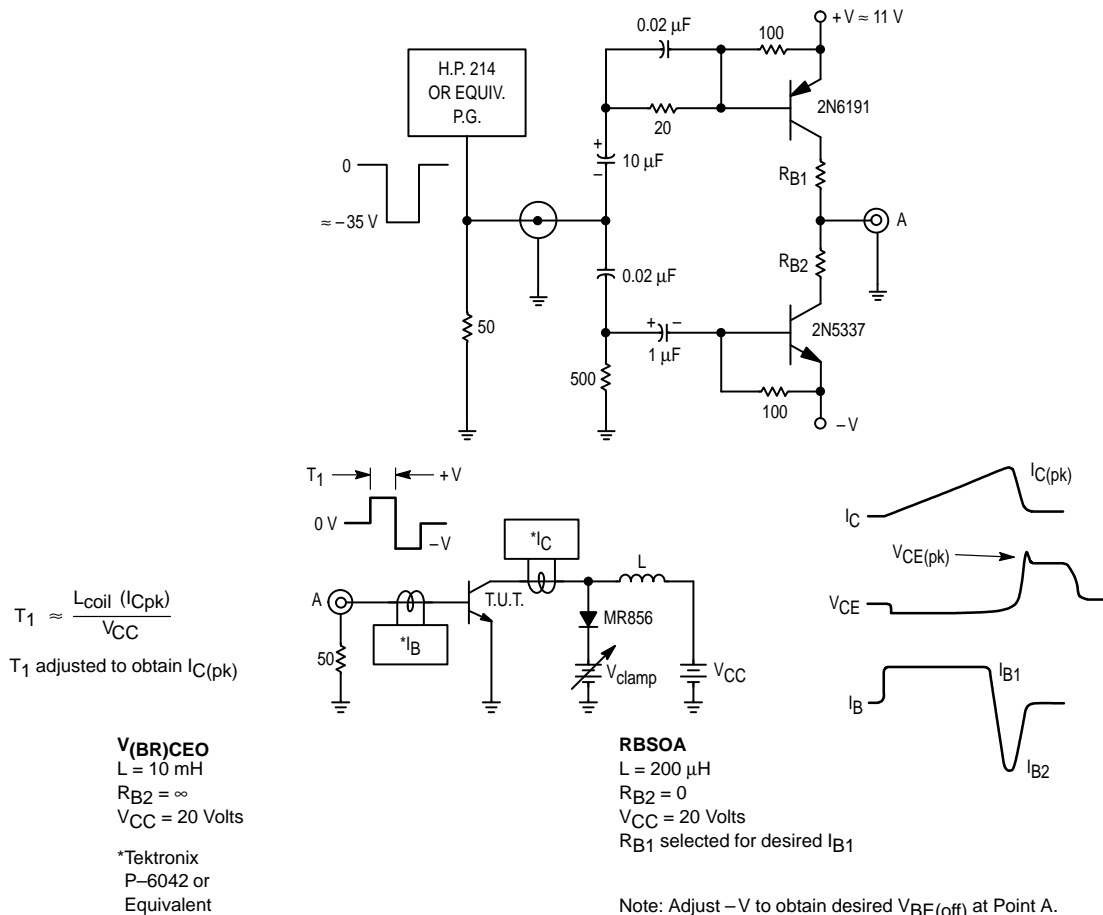 0.02 µF
100
+V ≈ 11 V
H.P. 214
OR EQUIV.
P.G.
2N6191
20
+
10 µF
–
RB1
0
≈ –35 V
A
RB2
0.02 µF
50
+ –
1 µF
2N5337
500
100
–V
T1
+V
0 V
–V
*IC
L
IC(pk)
IC
VCE(pk)
T1 ≈ Lcoil (ICpk)
VCC
T1 adjusted to obtain IC(pk)
A
T.U.T.
MR856
*IB
50
Vclamp
VCC
VCE
IB1
IB
IB2
V(BR)CEO
L = 10 mH
RB2 = ∞
VCC = 20 Volts
*Tektronix
P–6042 or
Equivalent
RBSOA
L = 200 µH
RB2 = 0
VCC = 20 Volts
RB1 selected for desired IB1
Note: Adjust –V to obtain desired VBE(off) at Point A.